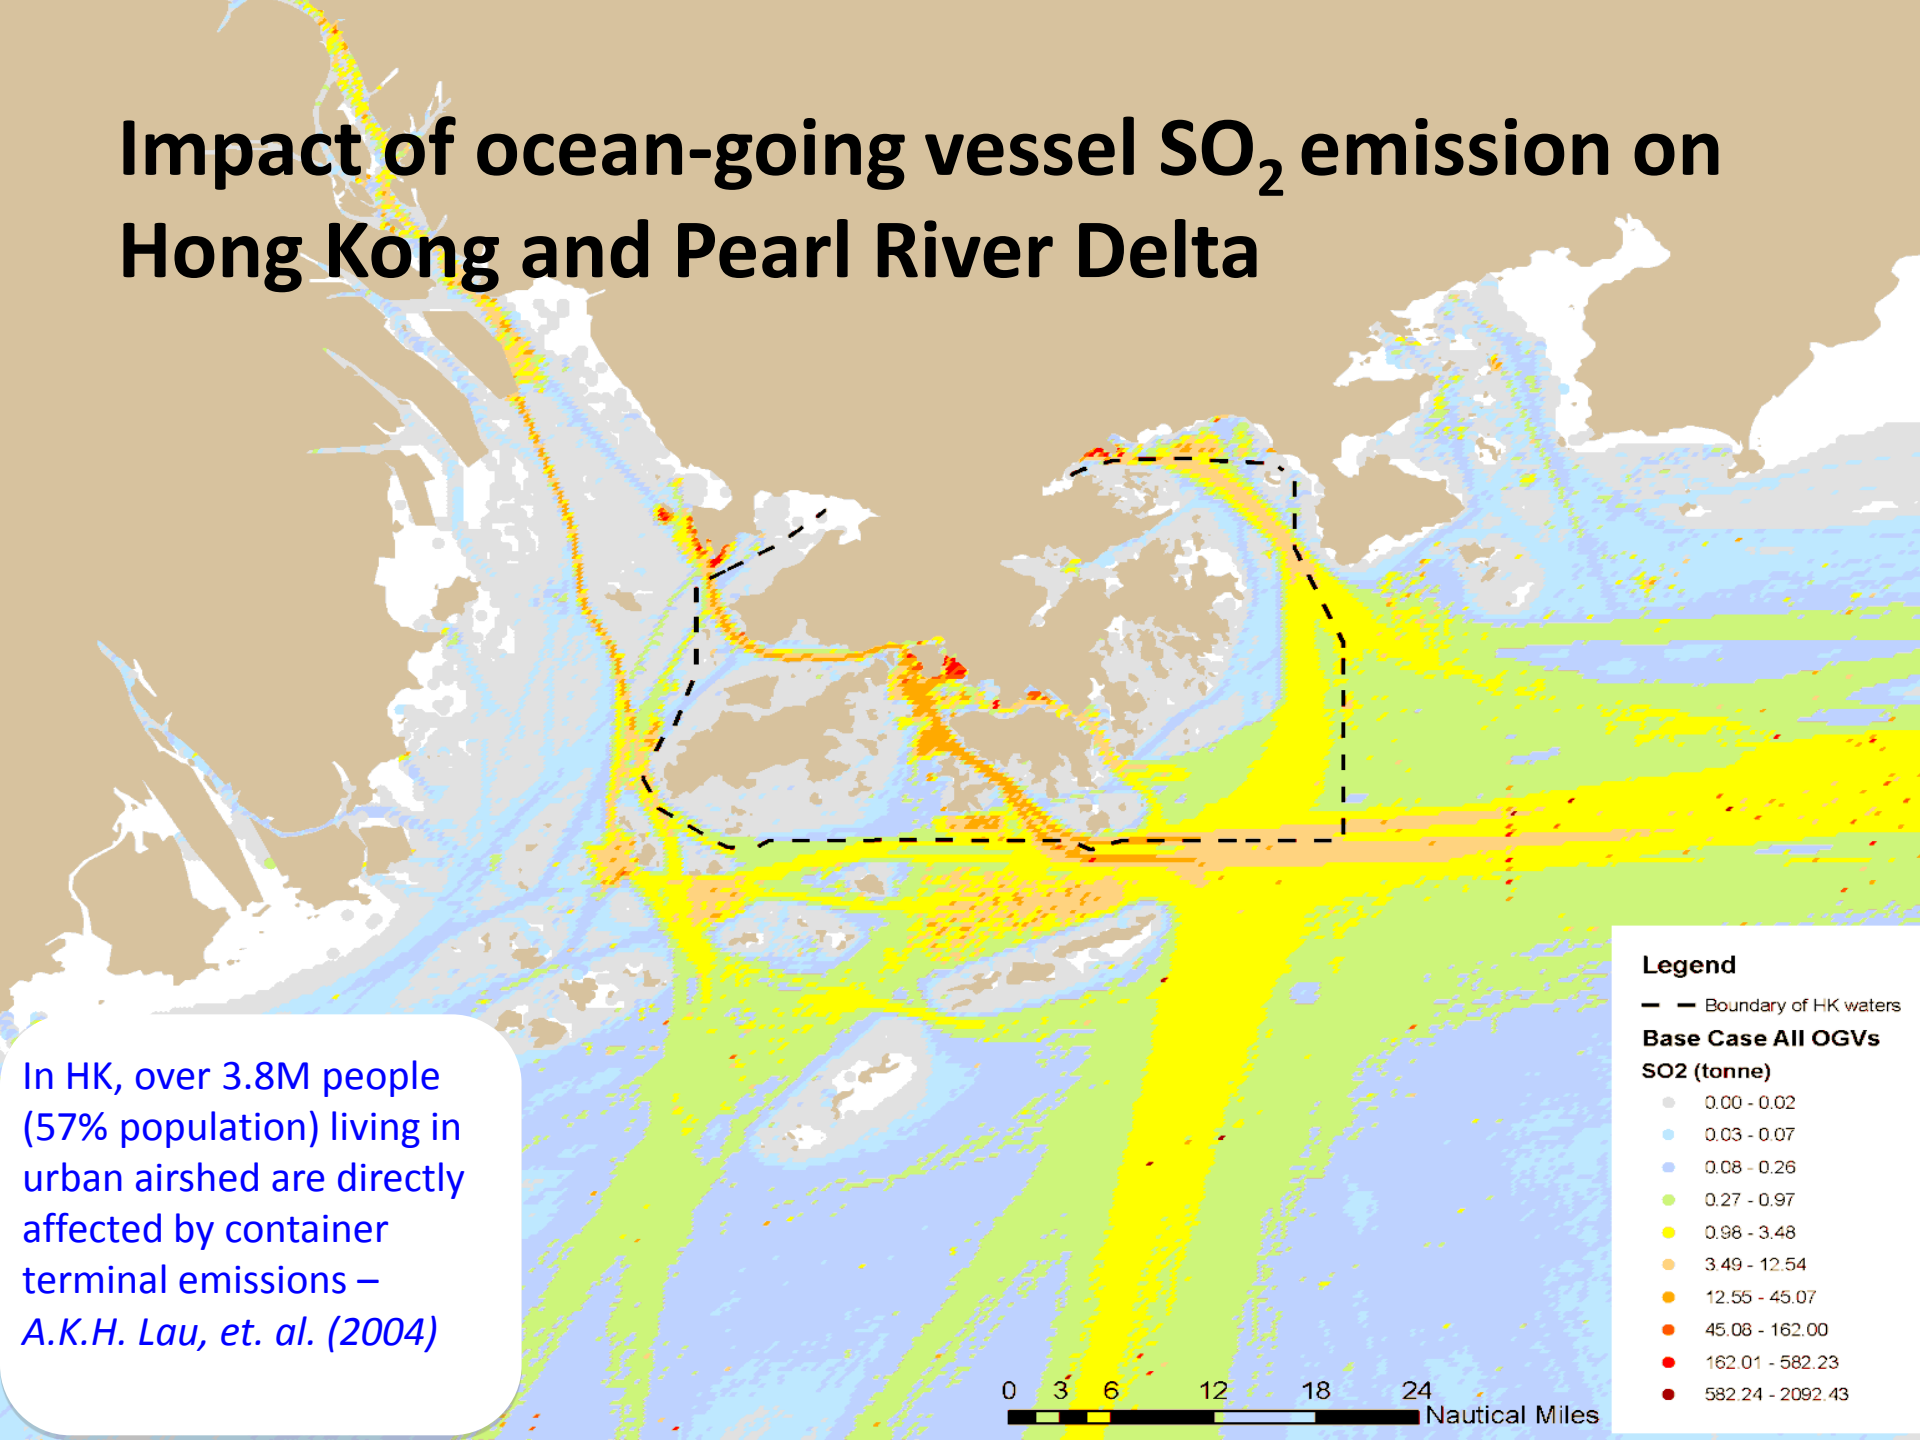 Impact of ocean-going vessel SO₂ emission on
Hong Kong and Pearl River Delta
In HK, over 3.8M people
(57% population) living in
urban airshed are directly
affected by container
terminal emissions –
A.K.H. Lau, et. al. (2004)
Legend
Boundary of HK waters
Base Case All OGVs
SO2 (tonne)
0.00 - 0.02
0.03 - 0.07
0.08 - 0.26
0.27 - 0.97
0.98 - 3.48
3.49 - 12.54
12.55 - 45.07
45.08 - 162.00
162.01 - 582.23
582.24 - 2092.43
0 3 6 12 18 24
Nautical Miles